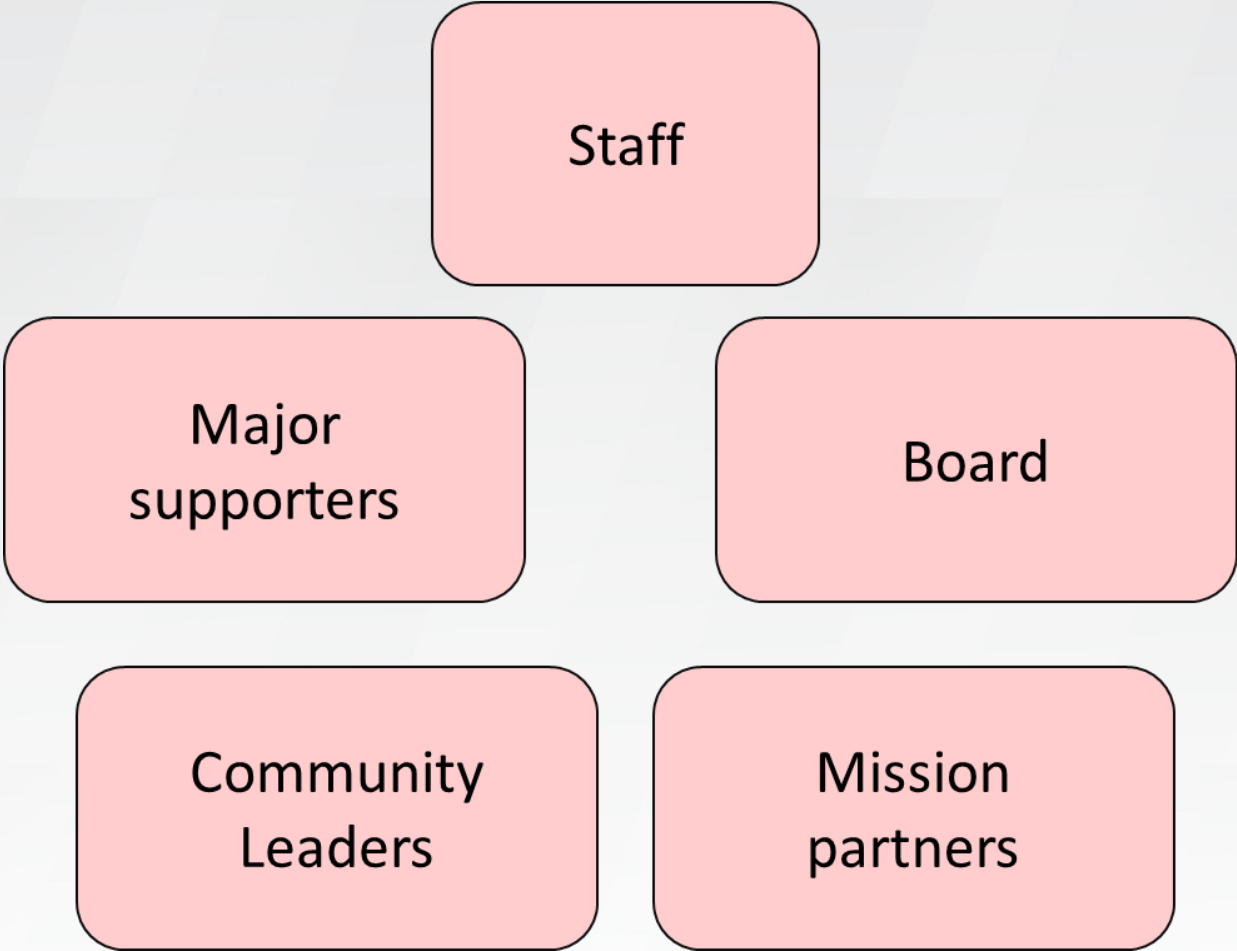 Staff
Major
supporters
Board
Community
Leaders
Mission
partners